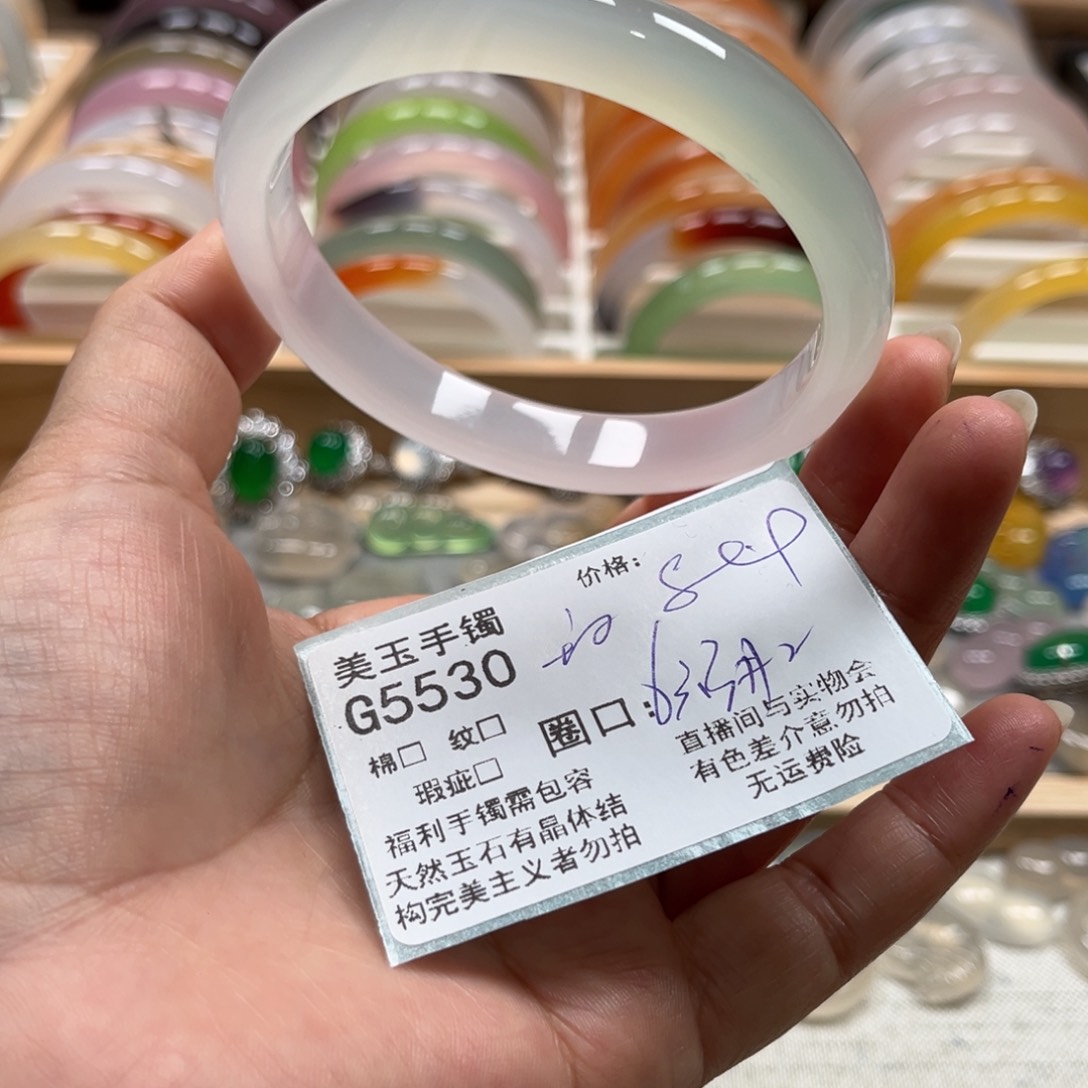 美玉手镯
G5530
价格：
棉□ 纹□
圈口：
瑕疵□
福利手镯需包容
天然玉石有晶体结
构完美主义者勿拍
直播间与实物会
有色差介意勿拍
无运费险